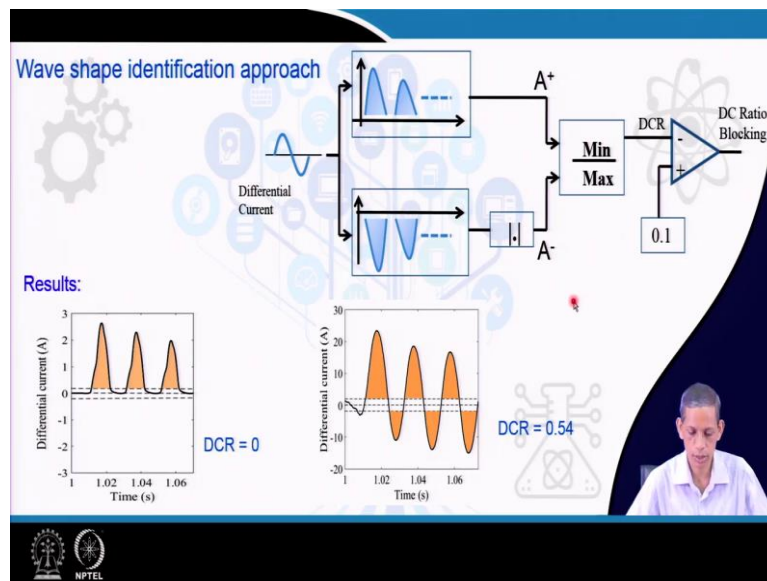 Wave shape identification approach
A+
DCR
DC Ratio
Blocking
Differential
Current
Min
Max
-
+
|.|
A-
0.1
Results:
3
2
1
0
-1
-2
-3
Differential current (A)
1
1.02
1.04
1.06
Time (s)
DCR = 0
30
20
10
0
-10
-20
Differential current (A)
1
1.02
1.04
1.06
Time (s)
DCR = 0.54
NPTEL